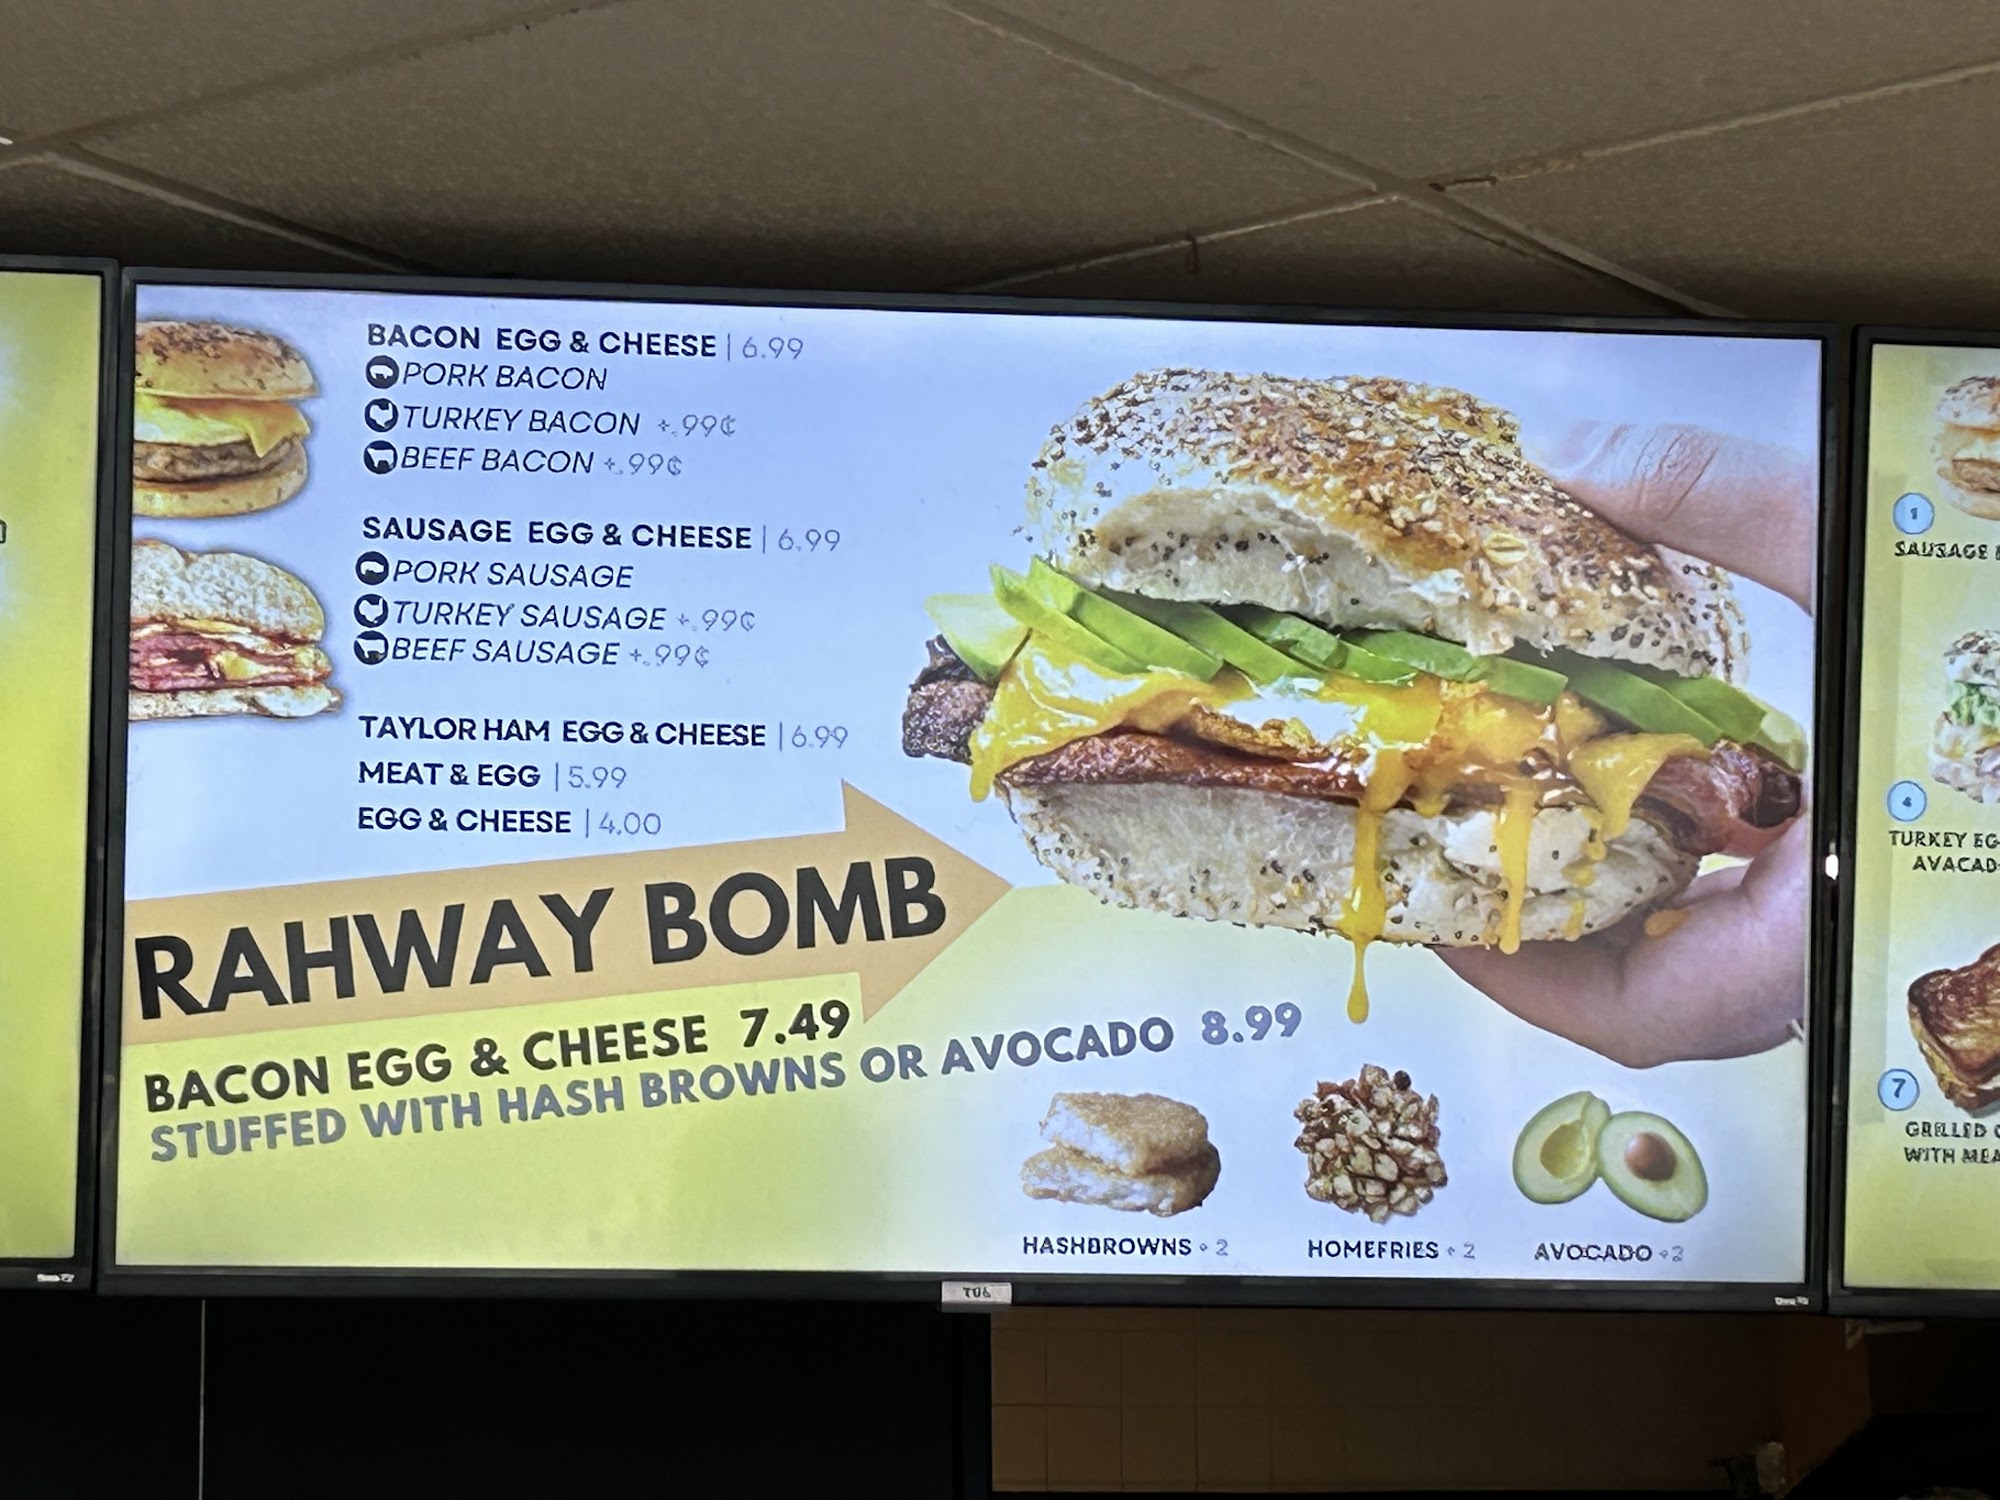 BACON EGG & CHEESE | 6.99
PORK BACON
TURKEY BACON +.99¢
BEEF BACON +.99¢
SAUSAGE EGG & CHEESE | 6.99
PORK SAUSAGE
TURKEY SAUSAGE +.99¢
BEEF SAUSAGE +.99¢
TAYLOR HAM EGG & CHEESE | 6.99
MEAT & EGG | 5.99
EGG & CHEESE | 4.00
RAHWAY BOMB
BACON EGG & CHEESE 7.49
STUFFED WITH HASH BROWNS OR AVOCADO 8.99
HASHBROWNS + 2
HOMEFRIES + 2
AVOCADO +2
1
SAUSAGE
4
TURKEY EG
AVACAD
7
GRILLED
WITH MEA